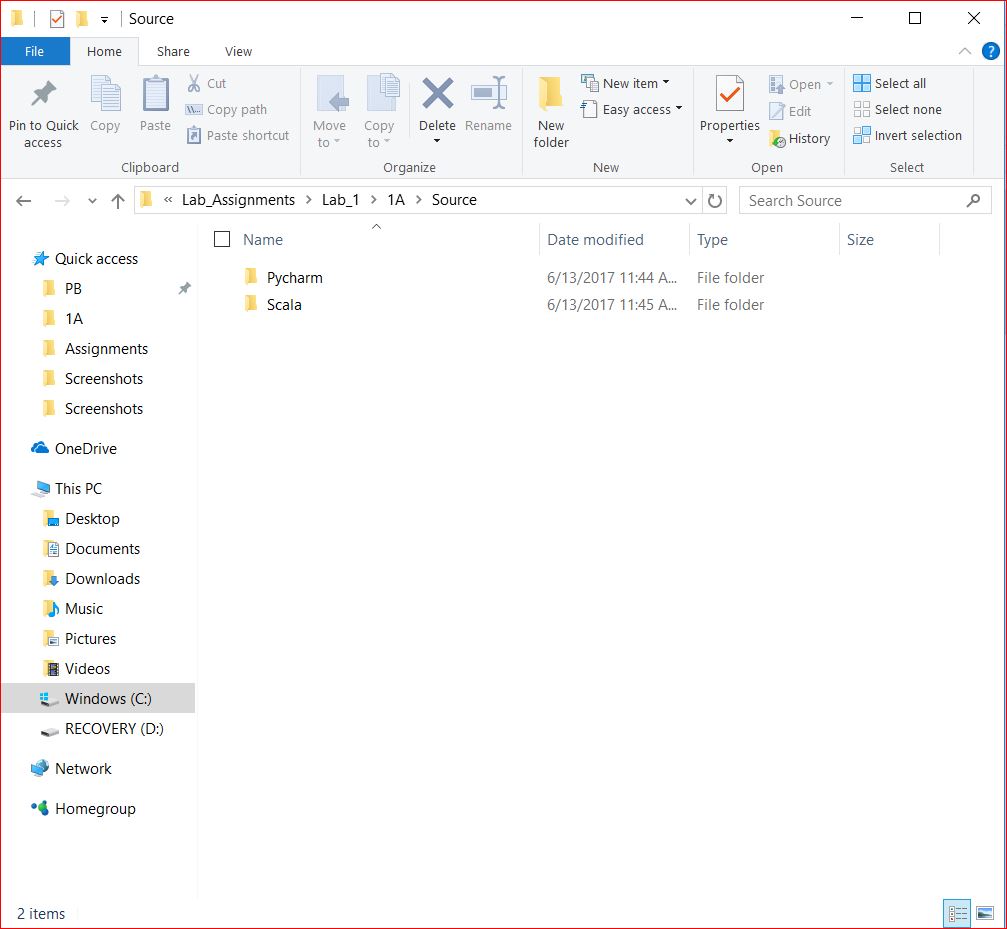 Source
File Home Share View
Pin to Quick access
Copy
Paste
Cut
Copy path
Paste shortcut
Clipboard
Move to
Copy to
Delete
Rename
Organize
New folder
New item
Easy access
New
Properties
Open
Edit
History
Open
Select all
Select none
Invert selection
Select
« Lab_Assignments > Lab_1 > 1A > Source
Search Source
Name Date modified Type Size
Pycharm 6/13/2017 11:44 A... File folder
Scala 6/13/2017 11:45 A... File folder
Quick access
PB
1A
Assignments
Screenshots
Screenshots
OneDrive
This PC
Desktop
Documents
Downloads
Music
Pictures
Videos
Windows (C:)
RECOVERY (D:)
Network
Homegroup
2 items